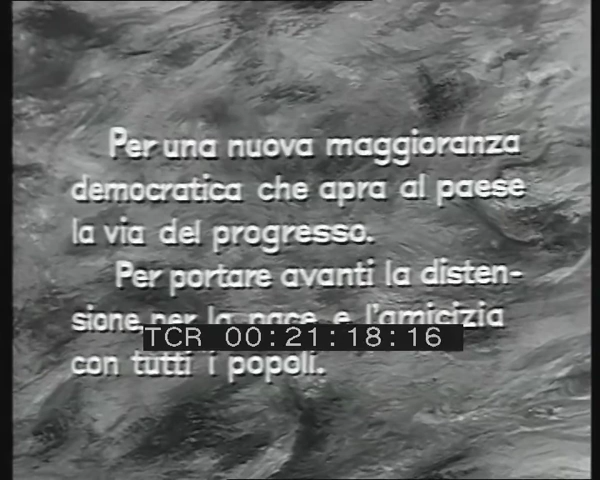 Per una nuova maggioranza
democratica che apra al paese
la via del progresso.
Per portare avanti la disten-
sione per la pace e l'amicizia
TCR 00:21:18:16
con tutti i popoli.